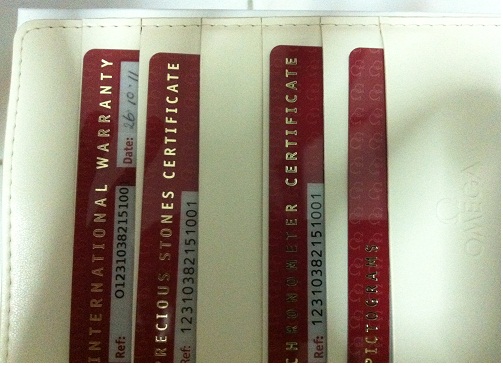 INTERNATIONAL WARRANTY
Ref: O1231038215100 Date: 26.10.11
PRECIOUS STONES CERTIFICATE
Ref: 12310382151001
CHRONOMETER CERTIFICATE
Ref: 12310382151001
PICTOGRAMS
OMEGA